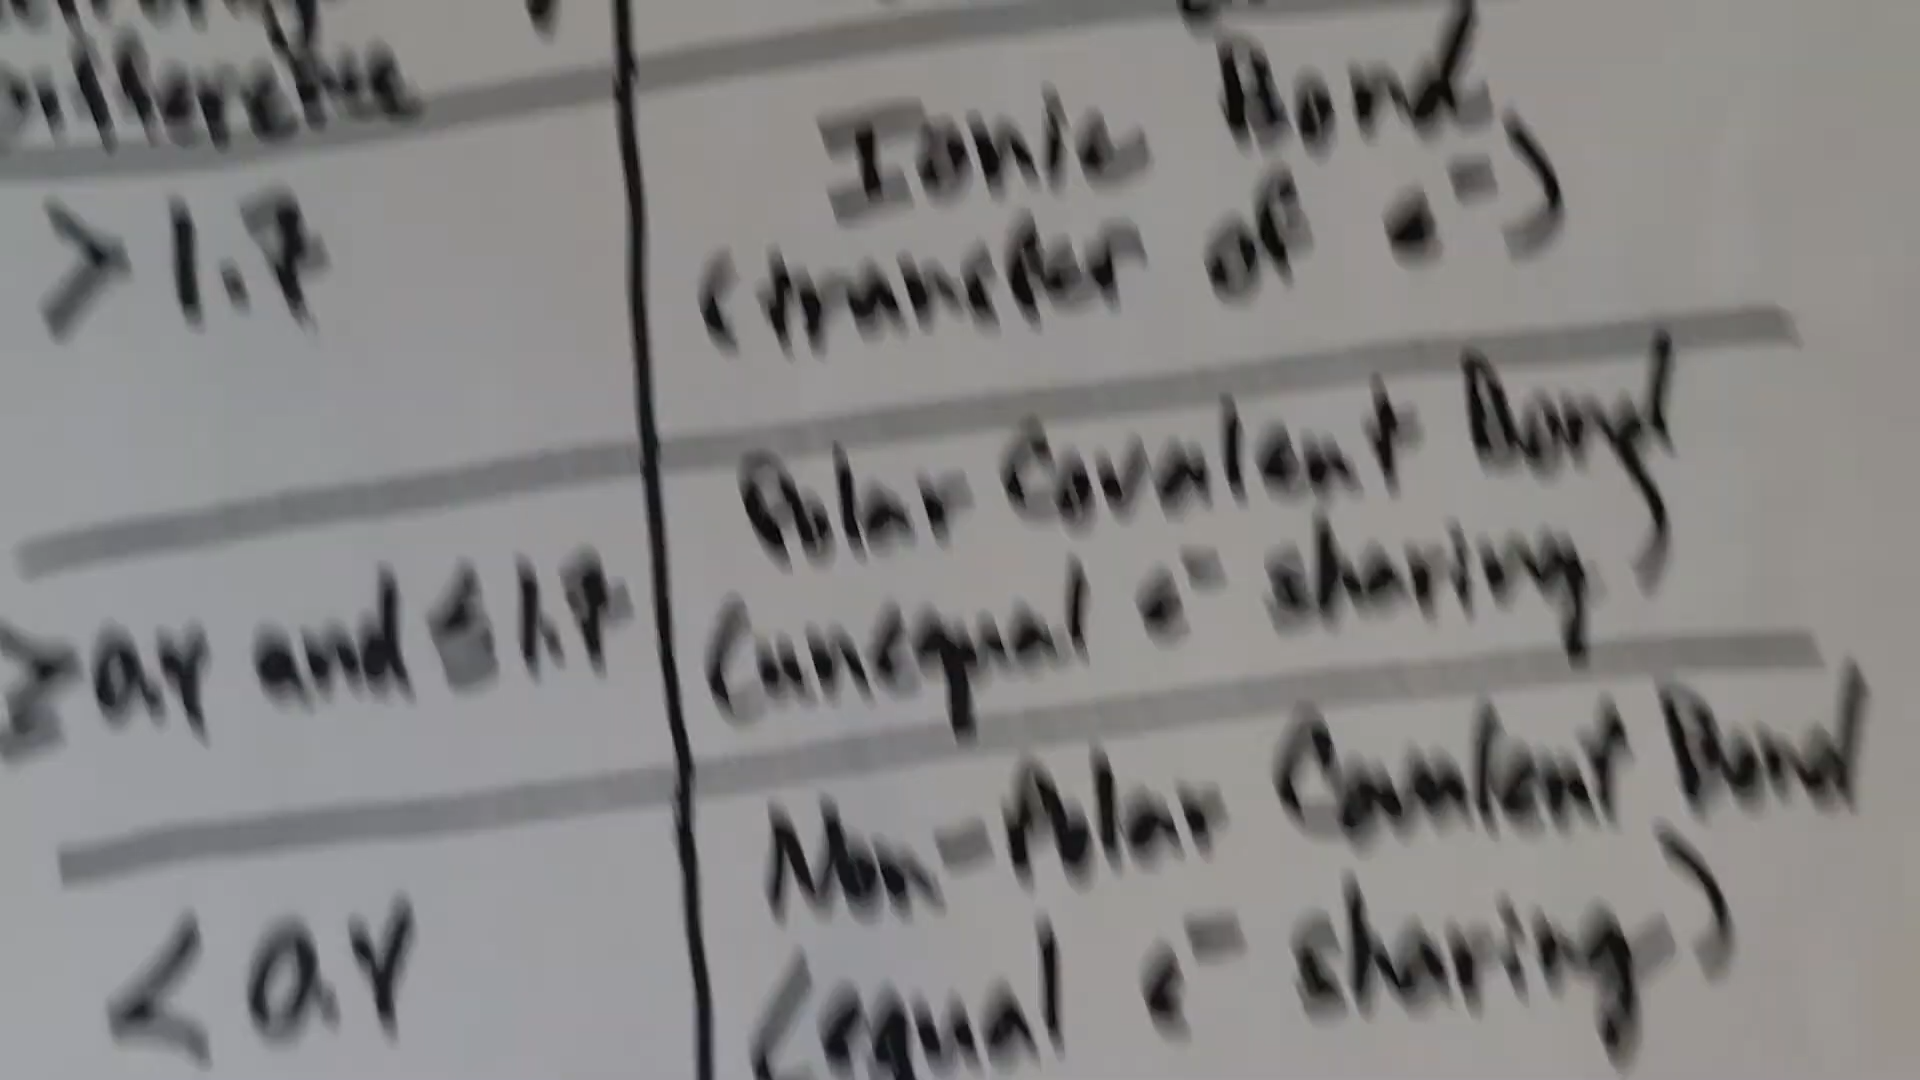 Difference
> 1.7
Ionic Bond
(transfer of e⁻)
≥ 0.4 and ≤ 1.7
Polar Covalent Bond
(unequal e⁻ sharing)
< 0.4
Non-Polar Covalent Bond
(equal e⁻ sharing)